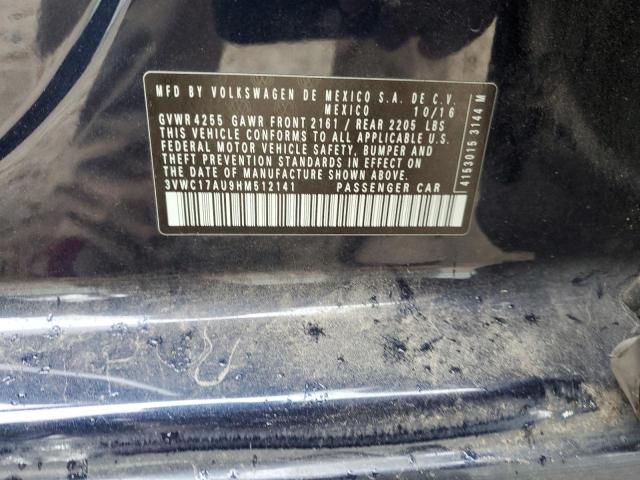 MFD BY VOLKSWAGEN DE MEXICO S.A. DE C.V.
MEXICO 10/16
GVWR4255 GAWR FRONT 2161 / REAR 2205 LBS
THIS VEHICLE CONFORMS TO ALL APPLICABLE U.S.
FEDERAL MOTOR VEHICLE SAFETY, BUMPER AND
THEFT PREVENTION STANDARDS IN EFFECT ON
THE DATE OF MANUFACTURE SHOWN ABOVE.
3VWC17AU9HM512141 PASSENGER CAR
4153015 3144 M